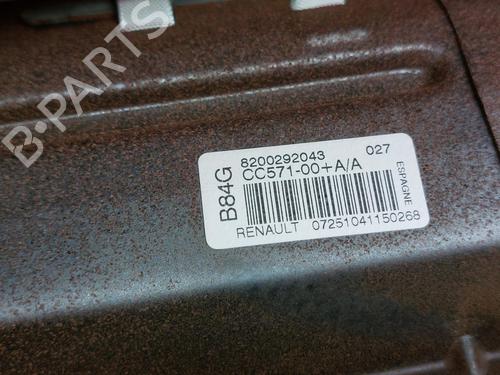 B-PARTS
B84G
8200292043 027
CC571-00+A/A
ESPAGNE
RENAULT 07251041150268